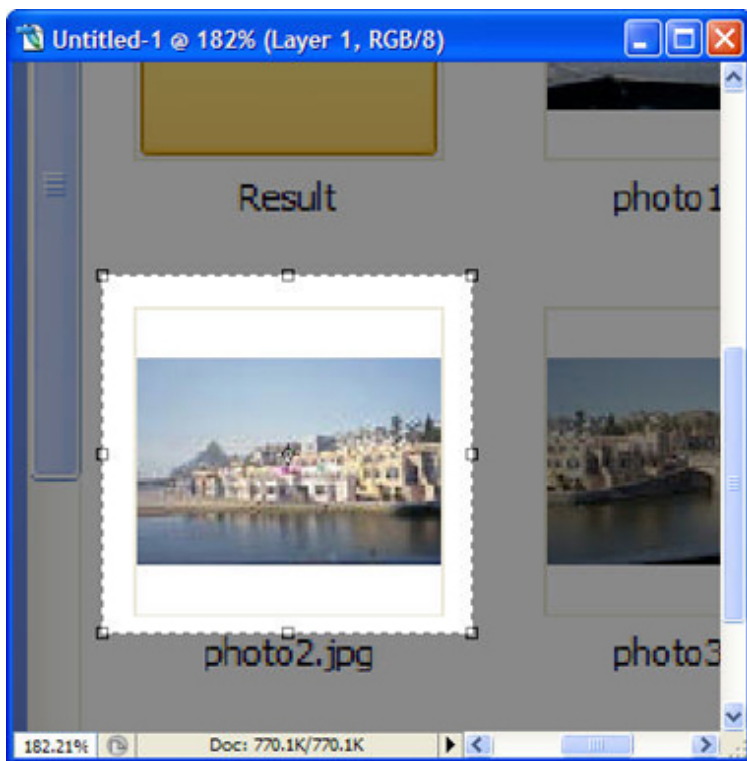 Untitled-1 @ 182% (Layer 1, RGB/8)
Result
photo1
photo2.jpg
photo3
182.21%
Doc: 770.1K/770.1K